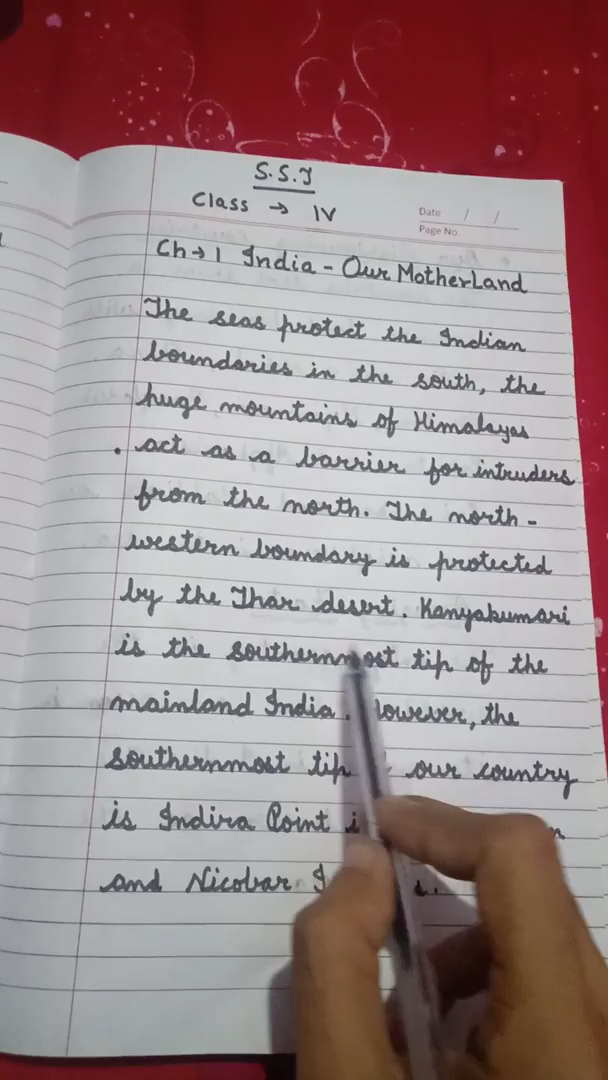 S.S.T
Class → IV
Date / /
Page No.
Ch→1 India - Our MotherLand
The seas protect the Indian
boundaries in the south, the
huge mountains of Himalayas
. act as a barrier for intruders
from the north. The north-
western boundary is protected
by the Thar desert. Kanyakumari
is the southernmost tip of the
mainland India. However, the
southernmost tip our country
is Indira Point
and Nicobar